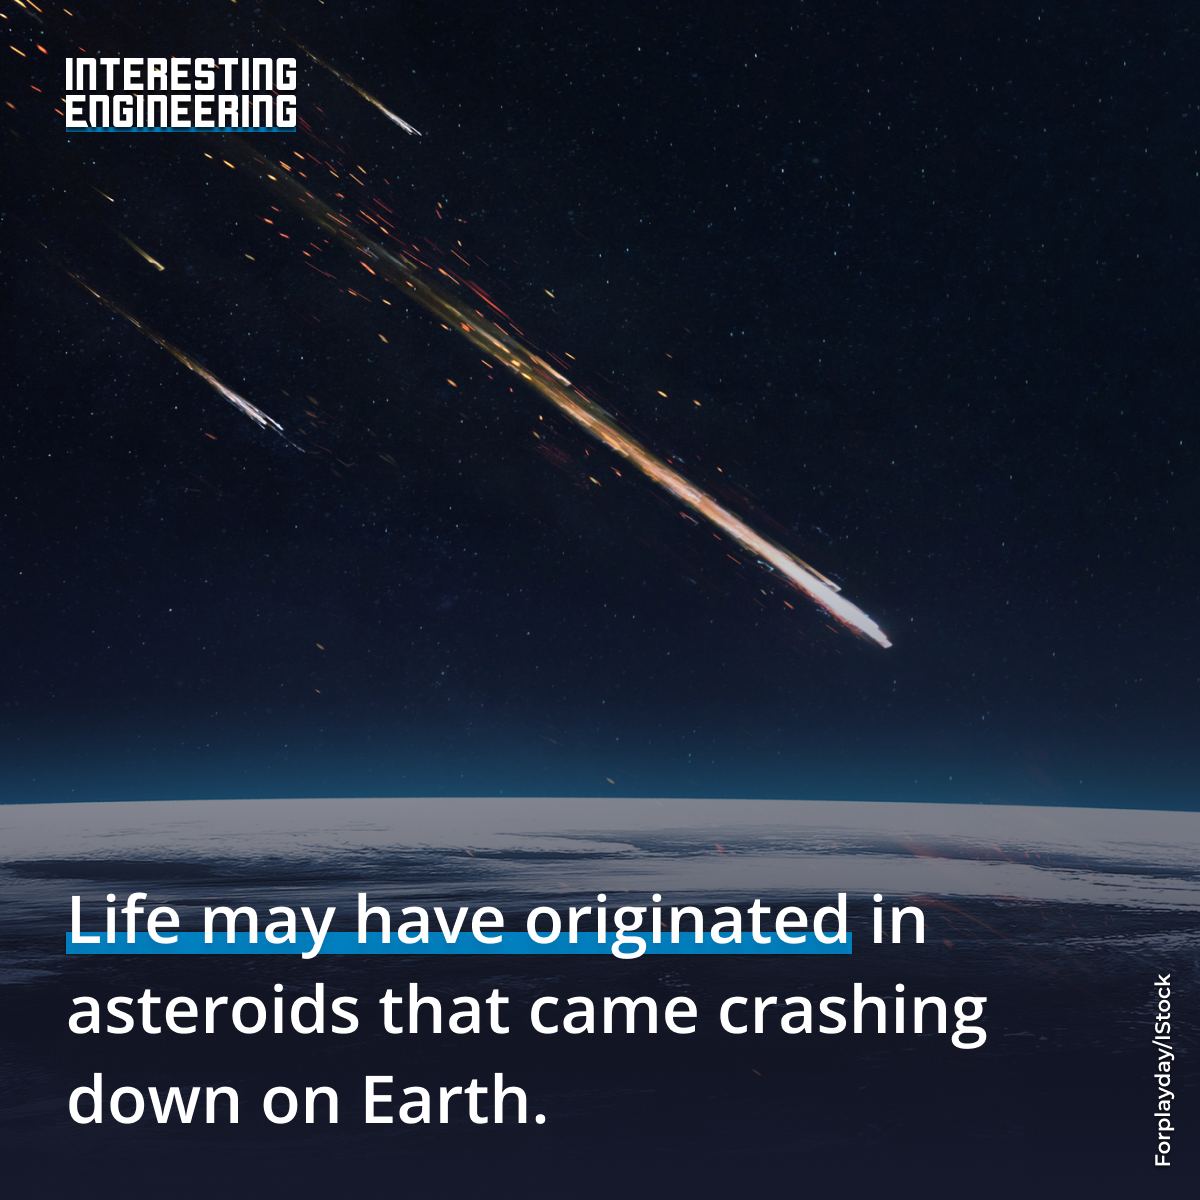 INTERESTING
ENGINEERING
Life may have originated in
asteroids that came crashing
down on Earth.
Forplayday/IStock